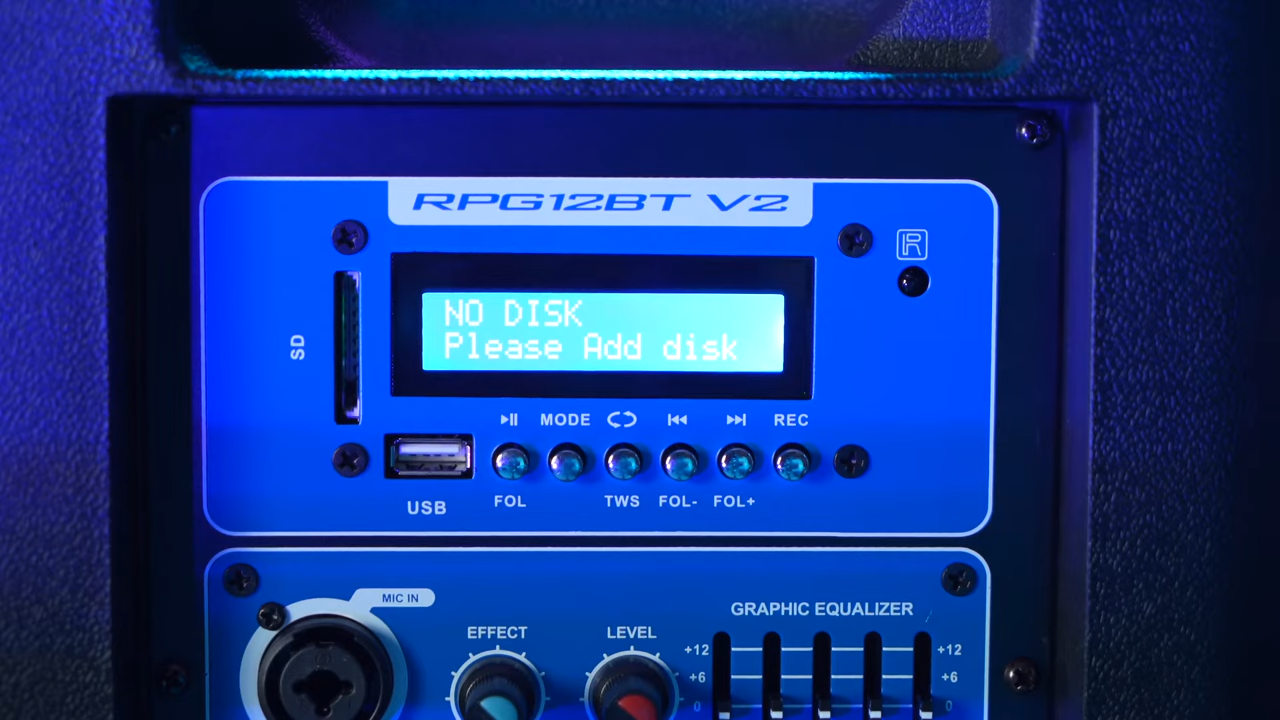 RPG12BT V2
IR
NO DISK
Please Add disk
SD
MODE REC
USB FOL TWS FOL- FOL+
MIC IN
GRAPHIC EQUALIZER
EFFECT LEVEL
+12 +12
+6 +6
0 0